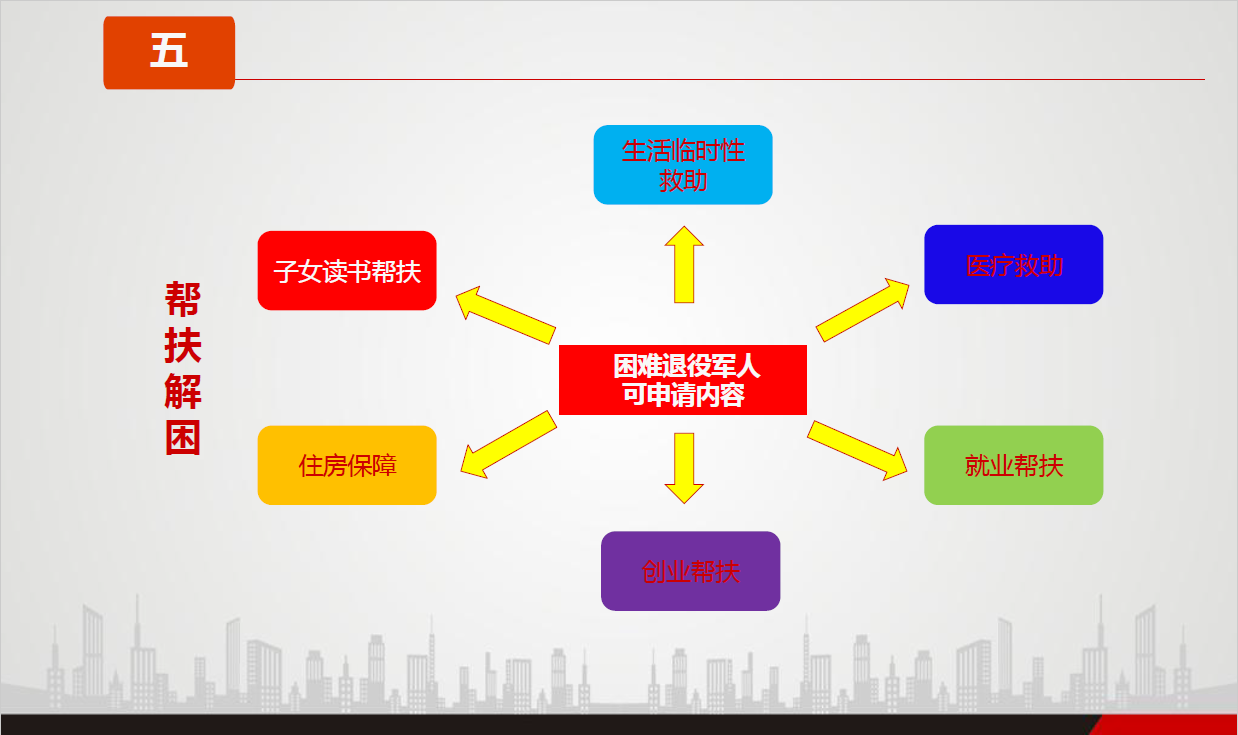 五
生活临时性
救助
子女读书帮扶
医疗救助
帮扶解困
困难退役军人
可申请内容
住房保障
就业帮扶
创业帮扶